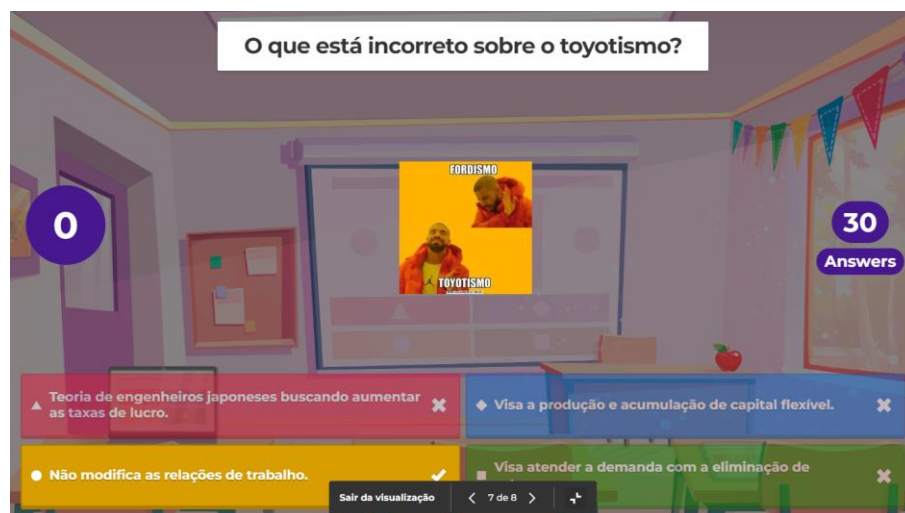 O que está incorreto sobre o toyotismo?
FORDISMO
TOYOTISMO
0
30
Answers
Teoria de engenheiros japoneses buscando aumentar
as taxas de lucro.
Visa a produção e acumulação de capital flexível.
Não modifica as relações de trabalho.
Visa atender a demanda com a eliminação de
Sair da visualização
7 de 8